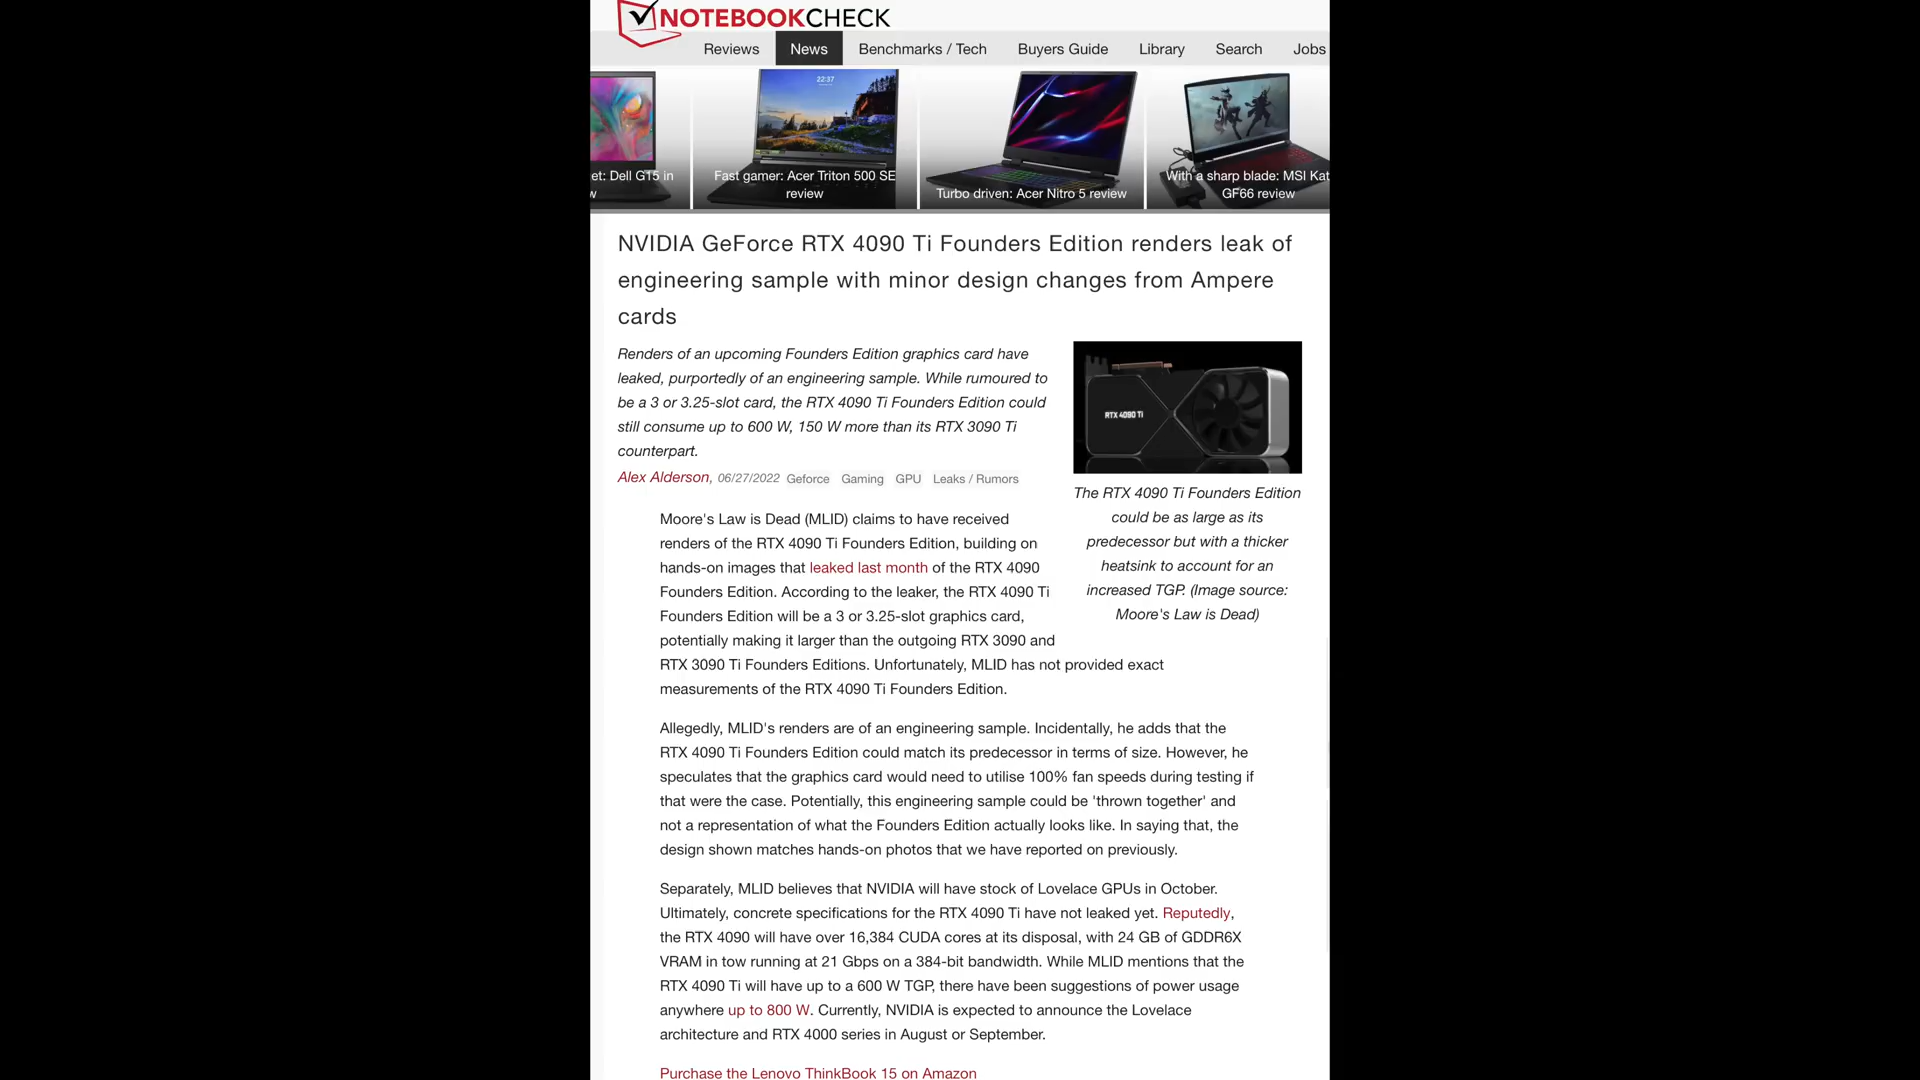 NOTEBOOKCHECK
Reviews News Benchmarks / Tech Buyers Guide Library Search Jobs
22:37
et: Dell G15 in
w
Fast gamer: Acer Triton 500 SE
review
Turbo driven: Acer Nitro 5 review
With a sharp blade: MSI Kat
GF66 review
NVIDIA GeForce RTX 4090 Ti Founders Edition renders leak of
engineering sample with minor design changes from Ampere
cards
Renders of an upcoming Founders Edition graphics card have
leaked, purportedly of an engineering sample. While rumoured to
be a 3 or 3.25-slot card, the RTX 4090 Ti Founders Edition could
still consume up to 600 W, 150 W more than its RTX 3090 Ti
counterpart.
Alex Alderson, 06/27/2022 Geforce Gaming GPU Leaks / Rumors
RTX 4090 Ti
The RTX 4090 Ti Founders Edition
could be as large as its
predecessor but with a thicker
heatsink to account for an
increased TGP. (Image source:
Moore's Law is Dead)
Moore's Law is Dead (MLID) claims to have received
renders of the RTX 4090 Ti Founders Edition, building on
hands-on images that leaked last month of the RTX 4090
Founders Edition. According to the leaker, the RTX 4090 Ti
Founders Edition will be a 3 or 3.25-slot graphics card,
potentially making it larger than the outgoing RTX 3090 and
RTX 3090 Ti Founders Editions. Unfortunately, MLID has not provided exact
measurements of the RTX 4090 Ti Founders Edition.
Allegedly, MLID's renders are of an engineering sample. Incidentally, he adds that the
RTX 4090 Ti Founders Edition could match its predecessor in terms of size. However, he
speculates that the graphics card would need to utilise 100% fan speeds during testing if
that were the case. Potentially, this engineering sample could be 'thrown together' and
not a representation of what the Founders Edition actually looks like. In saying that, the
design shown matches hands-on photos that we have reported on previously.
Separately, MLID believes that NVIDIA will have stock of Lovelace GPUs in October.
Ultimately, concrete specifications for the RTX 4090 Ti have not leaked yet. Reputedly,
the RTX 4090 will have over 16,384 CUDA cores at its disposal, with 24 GB of GDDR6X
VRAM in tow running at 21 Gbps on a 384-bit bandwidth. While MLID mentions that the
RTX 4090 Ti will have up to a 600 W TGP, there have been suggestions of power usage
anywhere up to 800 W. Currently, NVIDIA is expected to announce the Lovelace
architecture and RTX 4000 series in August or September.
Purchase the Lenovo ThinkBook 15 on Amazon